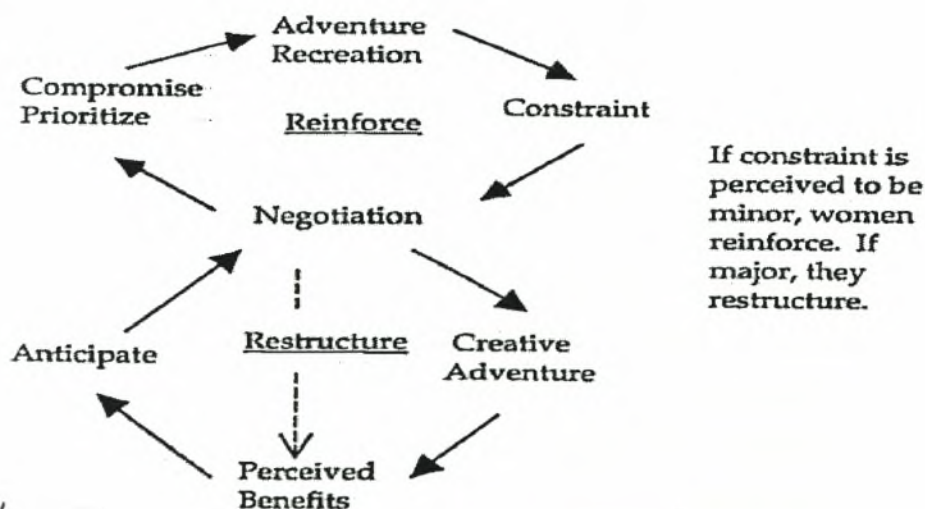 Adventure
Recreation
Compromise
Prioritize
Reinforce
Constraint
If constraint is
perceived to be
minor, women
reinforce. If
major, they
restructure.
Negotiation
Anticipate
Restructure
Creative
Adventure
Perceived
Benefits